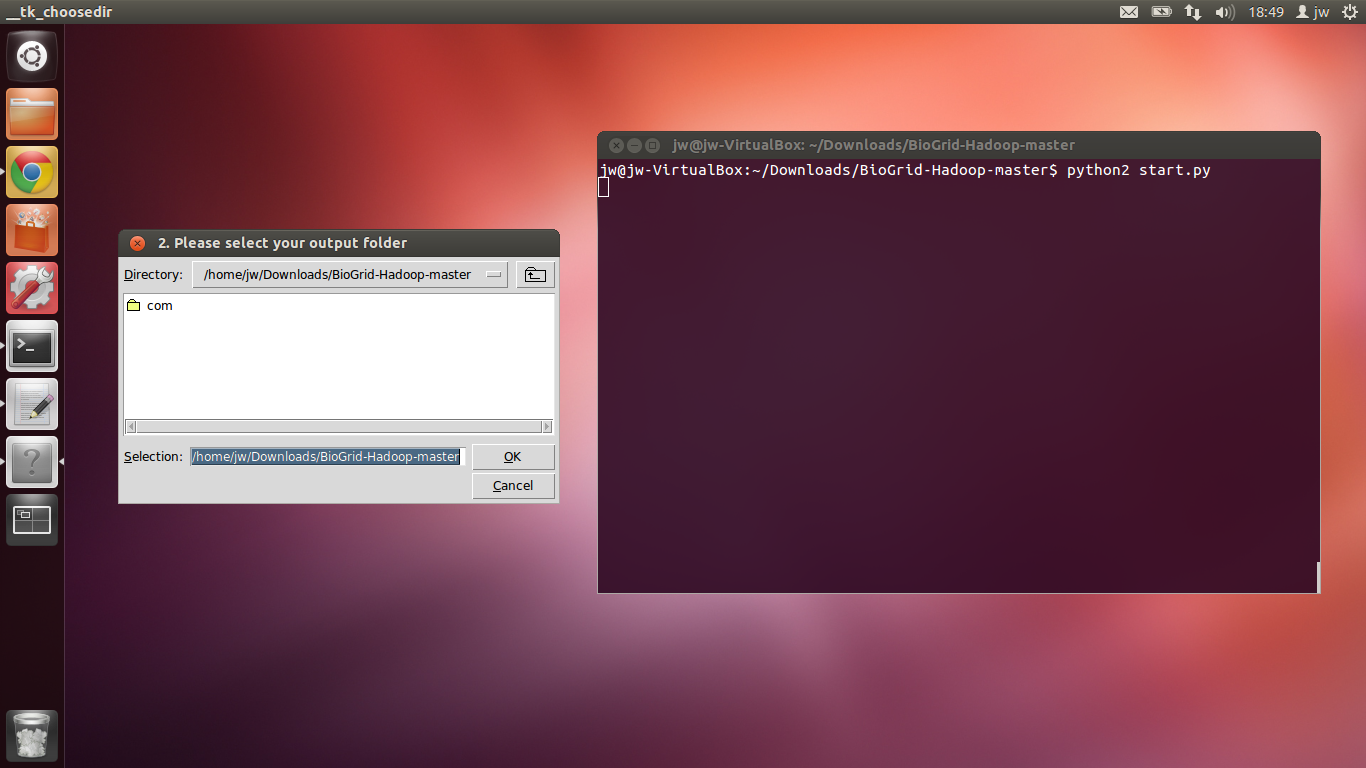 __tk_choosedir
18:49 jw
jw@jw-VirtualBox: ~/Downloads/BioGrid-Hadoop-master
jw@jw-VirtualBox:~/Downloads/BioGrid-Hadoop-master$ python2 start.py
2. Please select your output folder
Directory: /home/jw/Downloads/BioGrid-Hadoop-master
com
Selection: /home/jw/Downloads/BioGrid-Hadoop-master OK
Cancel